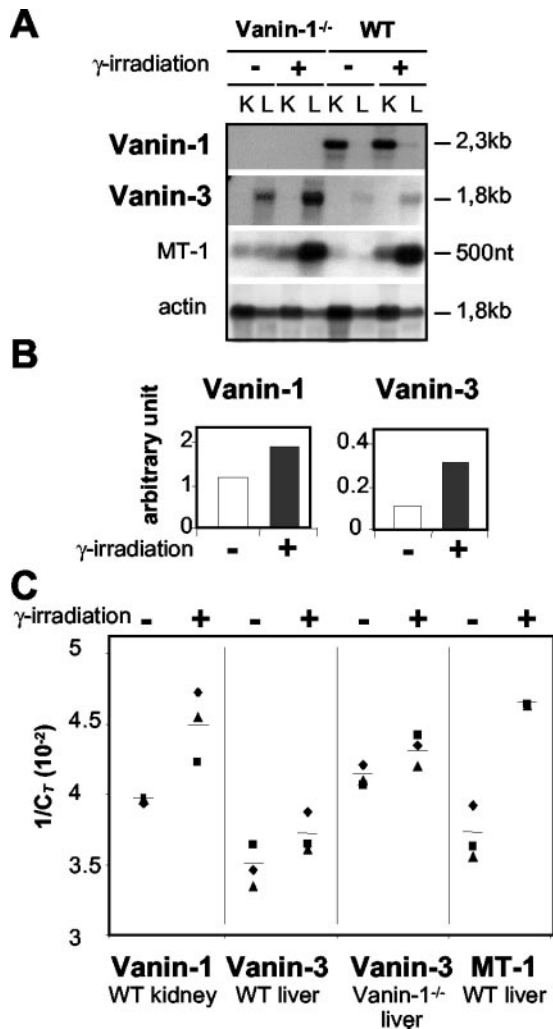 A
Vanin-1-/- WT
γ-irradiation - + - +
K L K L K L K L
Vanin-1 2,3kb
Vanin-3 1,8kb
MT-1 500nt
actin 1,8kb
B
Vanin-1 Vanin-3
arbitrary unit
2
1
0
0.4
0.2
0
γ-irradiation - + - +
C
γ-irradiation - + - + - + - +
1/CT (10-2)
5
4.5
4
3.5
3
Vanin-1 Vanin-3 Vanin-3 MT-1
WT kidney WT liver Vanin-1-/- WT liver
liver